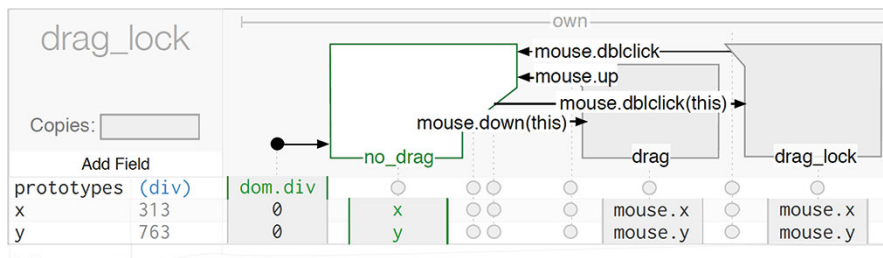 own
drag_lock
mouse.dblclick
mouse.up
mouse.dblclick(this)
mouse.down(this)
Copies:
no_drag drag drag_lock
Add Field
prototypes (div) dom.div
x 313 0 x mouse.x mouse.x
y 763 0 y mouse.y mouse.y